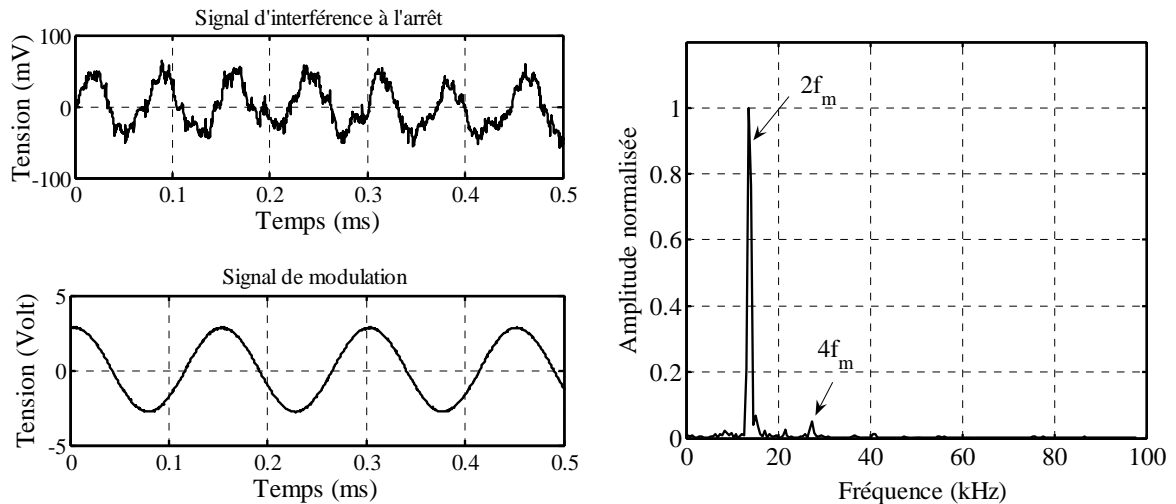 Signal d'interférence à l'arrêt
Tension (mV)
100
0
-100
0 0.1 0.2 0.3 0.4 0.5
Temps (ms)
Signal de modulation
Tension (Volt)
5
0
-5
0 0.1 0.2 0.3 0.4 0.5
Temps (ms)
Amplitude normalisée
1
0.8
0.6
0.4
0.2
0
2f_m
4f_m
0 20 40 60 80 100
Fréquence (kHz)